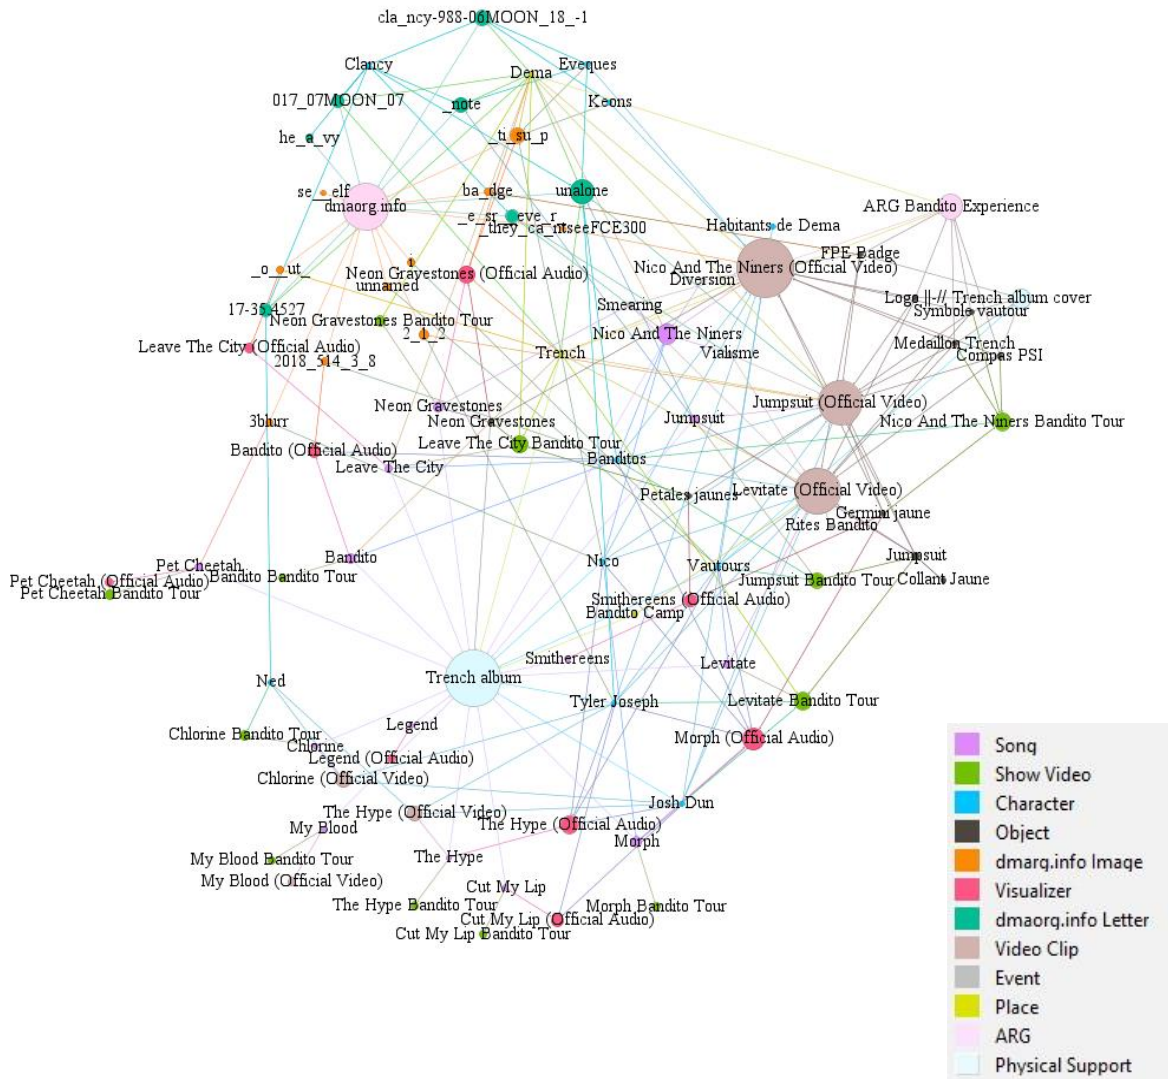 cla_ncy-988-06MOON_18_-1
Clancy
Dema
Eveques
017_07MOON_07
_note
Keons
he_a_vy
_ti_su_p
se__elf
ba_dge
unalone
dmaorg.info
ARG Bandito Experience
_e_sr__eve_r_
_they_ca_ntseeFCE300
Habitants de Dema
FPE Badge
_o__ut_
i
Nico And The Niners (Official Video)
Neon Gravestones (Official Audio)
Diversion
unnamed
Logo ||-//
Trench album cover
17-35
4527
Smearing
Symbole vautour
Neon Gravestones Bandito Tour
2_1_2
Nico And The Niners
Medaillon Trench
Leave The City (Official Audio)
Trench
Vialisme
Compas PSI
2018_514_3_8
Neon Gravestones
Jumpsuit (Official Video)
3blurr
Neon Gravestones
Jumpsuit
Nico And The Niners Bandito Tour
Bandito (Official Audio)
Leave The City Bandito Tour
Leave The City
Banditos
Petales jaunes
Levitate (Official Video)
Germin jaune
Rites Bandito
Pet Cheetah
Bandito
Nico
Vautours
Jumpsuit
Pet Cheetah (Official Audio)
Bandito Bandito Tour
Jumpsuit Bandito Tour
Collant Jaune
Pet Cheetah Bandito Tour
Smithereens (Official Audio)
Bandito Camp
Smithereens
Levitate
Trench album
Ned
Tyler Joseph
Levitate Bandito Tour
Legend
Chlorine Bandito Tour
Morph (Official Audio)
Chlorine
Legend (Official Audio)
Chlorine (Official Video)
Josh Dun
The Hype (Official Video)
My Blood
The Hype (Official Audio)
Morph
My Blood Bandito Tour
The Hype
My Blood (Official Video)
Cut My Lip
The Hype Bandito Tour
Morph Bandito Tour
Cut My Lip (Official Audio)
Cut My Lip Bandito Tour
Song
Show Video
Character
Object
dmarq.info Image
Visualizer
dmaorq.info Letter
Video Clip
Event
Place
ARG
Physical Support